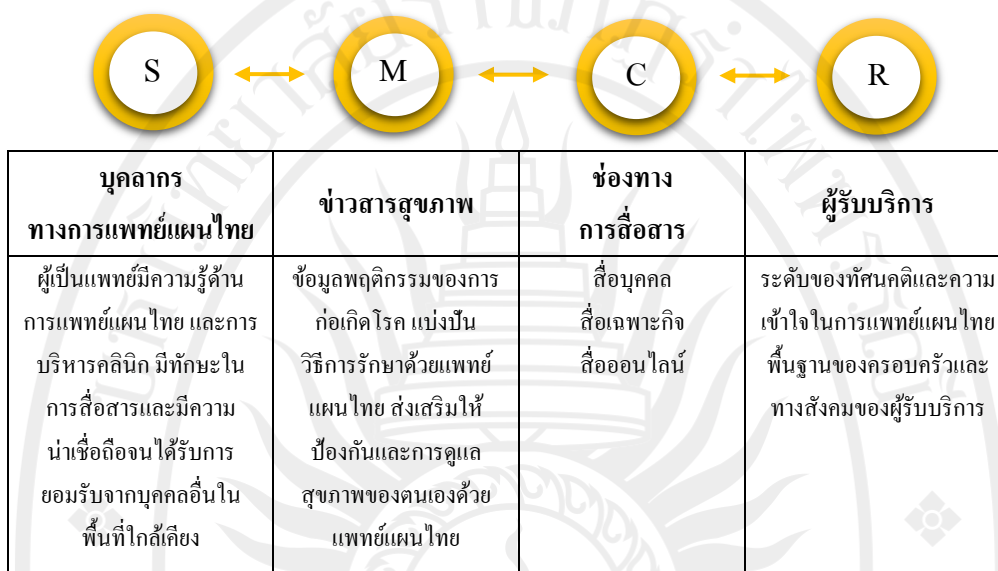 S M C R
บุคลากร
ทางการแพทย์แผนไทย
ข่าวสารสุขภาพ
ช่องทาง
การสื่อสาร
ผู้รับบริการ
ผู้เป็นแพทย์มีความรู้ด้าน
การแพทย์แผนไทย และการ
บริหารคลินิก มีทักษะใน
การสื่อสารและมีความ
น่าเชื่อถือจนได้รับการ
ยอมรับจากบุคคลอื่นใน
พื้นที่ใกล้เคียง
ข้อมูลพฤติกรรมของการ
ก่อเกิดโรค แบ่งปัน
วิธีการรักษาด้วยแพทย์
แผนไทย ส่งเสริมให้
ป้องกันและการดูแล
สุขภาพของตนเองด้วย
แพทย์แผนไทย
สื่อบุคคล
สื่อเฉพาะกิจ
สื่อออนไลน์
ระดับของทัศนคติและความ
เข้าใจในการแพทย์แผนไทย
พื้นฐานของครอบครัวและ
ทางสังคมของผู้รับบริการ